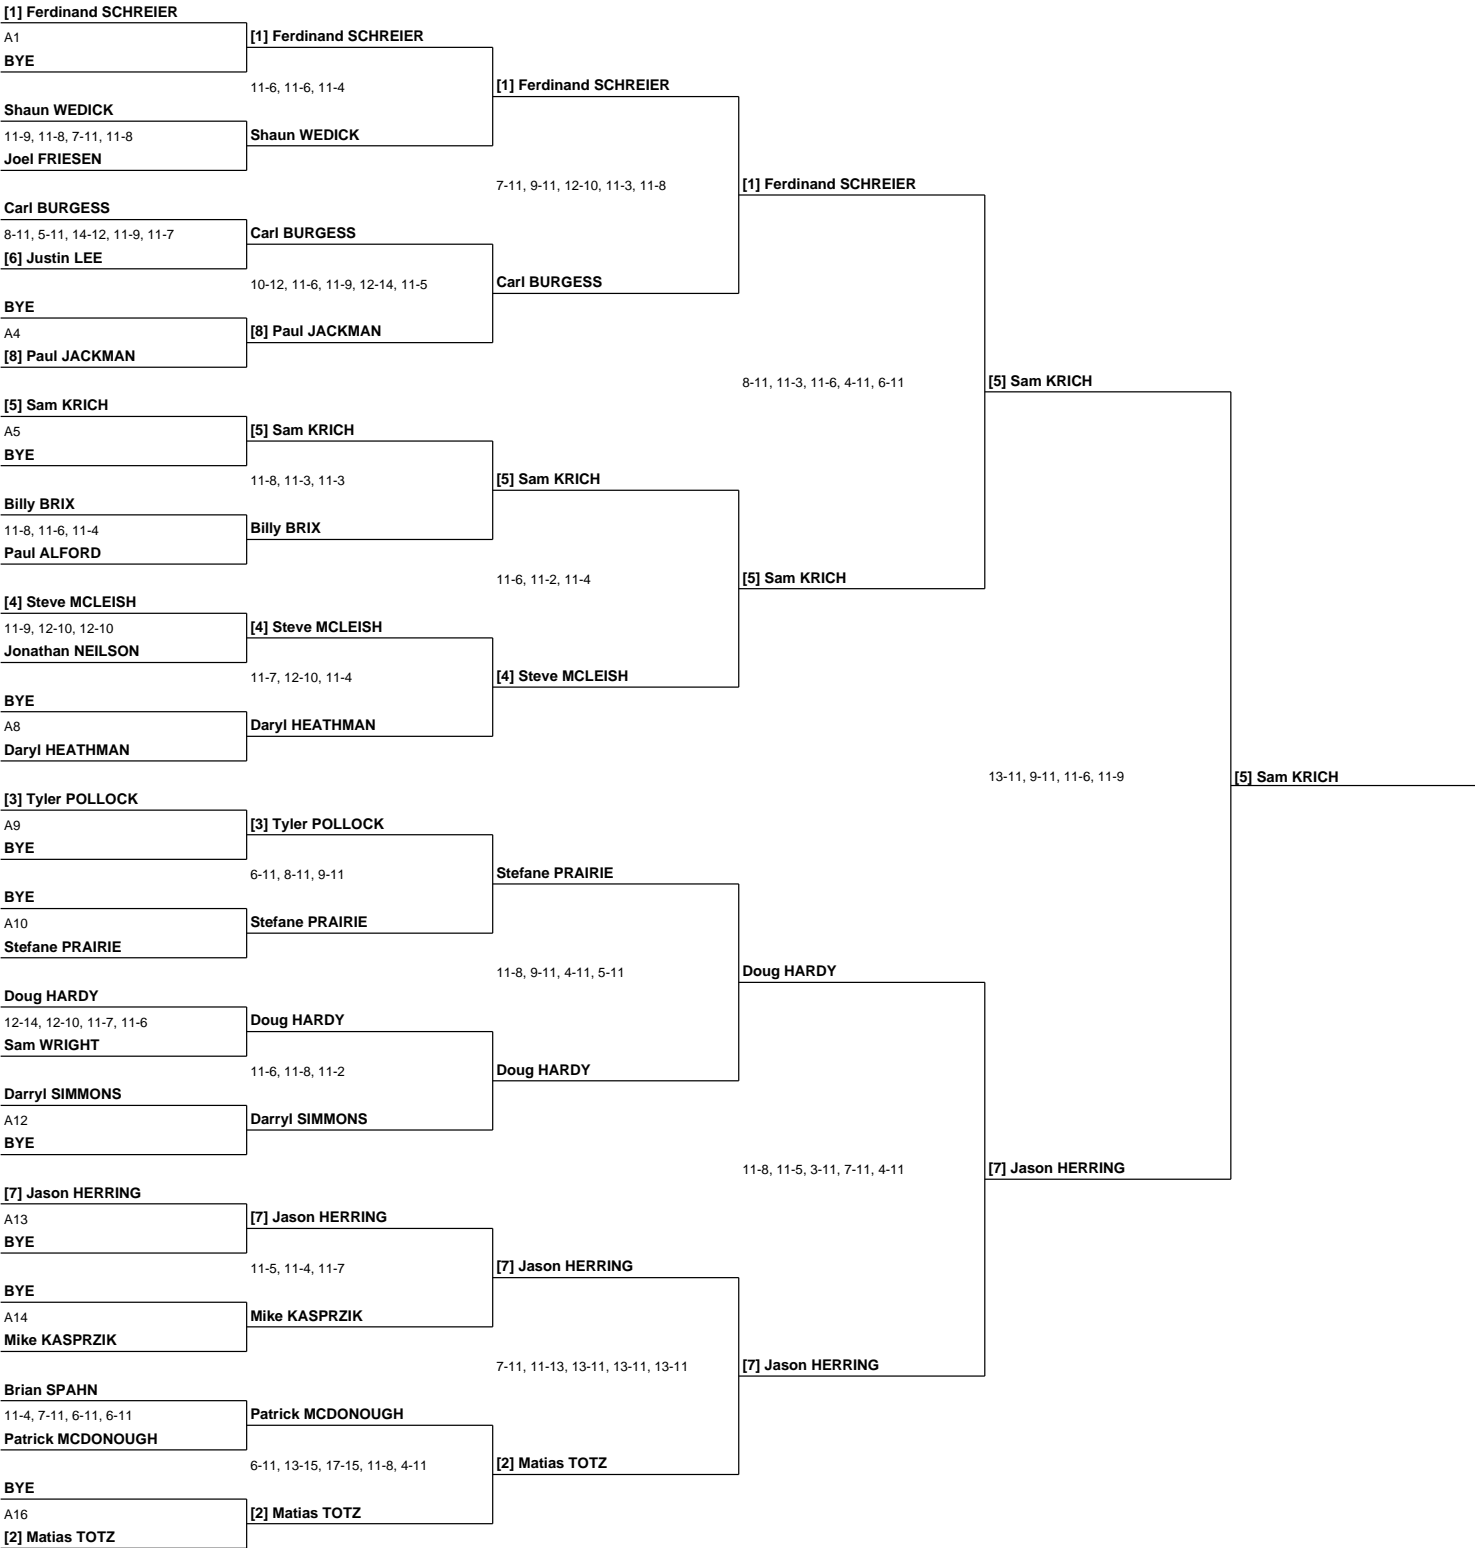 [1] Ferdinand SCHREIER
A1
BYE
[1] Ferdinand SCHREIER
11-6, 11-6, 11-4
[1] Ferdinand SCHREIER
Shaun WEDICK
11-9, 11-8, 7-11, 11-8
Joel FRIESEN
Shaun WEDICK
7-11, 9-11, 12-10, 11-3, 11-8
[1] Ferdinand SCHREIER
Carl BURGESS
8-11, 5-11, 14-12, 11-9, 11-7
[6] Justin LEE
Carl BURGESS
10-12, 11-6, 11-9, 12-14, 11-5
Carl BURGESS
BYE
A4
[8] Paul JACKMAN
[8] Paul JACKMAN
8-11, 11-3, 11-6, 4-11, 6-11
[5] Sam KRICH
[5] Sam KRICH
A5
BYE
[5] Sam KRICH
11-8, 11-3, 11-3
[5] Sam KRICH
Billy BRIX
11-8, 11-6, 11-4
Paul ALFORD
Billy BRIX
11-6, 11-2, 11-4
[5] Sam KRICH
[4] Steve MCLEISH
11-9, 12-10, 12-10
Jonathan NEILSON
[4] Steve MCLEISH
11-7, 12-10, 11-4
[4] Steve MCLEISH
BYE
A8
Daryl HEATHMAN
Daryl HEATHMAN
13-11, 9-11, 11-6, 11-9
[5] Sam KRICH
[3] Tyler POLLOCK
A9
BYE
[3] Tyler POLLOCK
6-11, 8-11, 9-11
Stefane PRAIRIE
BYE
A10
Stefane PRAIRIE
Stefane PRAIRIE
11-8, 9-11, 4-11, 5-11
Doug HARDY
Doug HARDY
12-14, 12-10, 11-7, 11-6
Sam WRIGHT
Doug HARDY
11-6, 11-8, 11-2
Doug HARDY
Darryl SIMMONS
A12
BYE
Darryl SIMMONS
11-8, 11-5, 3-11, 7-11, 4-11
[7] Jason HERRING
[7] Jason HERRING
A13
BYE
[7] Jason HERRING
11-5, 11-4, 11-7
[7] Jason HERRING
BYE
A14
Mike KASPRZIK
Mike KASPRZIK
7-11, 11-13, 13-11, 13-11, 13-11
[7] Jason HERRING
Brian SPAHN
11-4, 7-11, 6-11, 6-11
Patrick MCDONOUGH
Patrick MCDONOUGH
6-11, 13-15, 17-15, 11-8, 4-11
[2] Matias TOTZ
BYE
A16
[2] Matias TOTZ
[2] Matias TOTZ